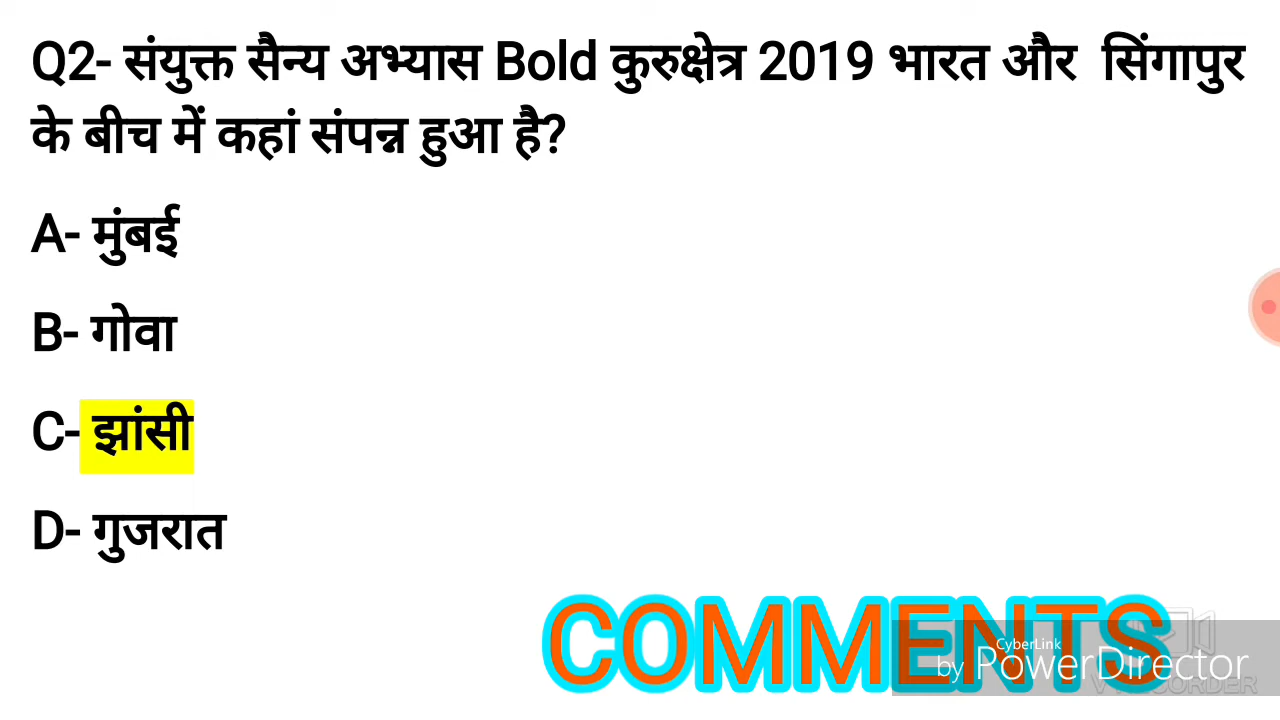 Q2- संयुक्त सैन्य अभ्यास Bold कुरुक्षेत्र 2019 भारत और सिंगापुर
के बीच में कहां संपन्न हुआ है?
A- मुंबई
B- गोवा
C- झांसी
D- गुजरात
COMMENTS
CyberLink
by PowerDirector